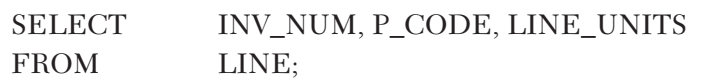 SELECT INV_NUM, P_CODE, LINE_UNITS
FROM LINE;